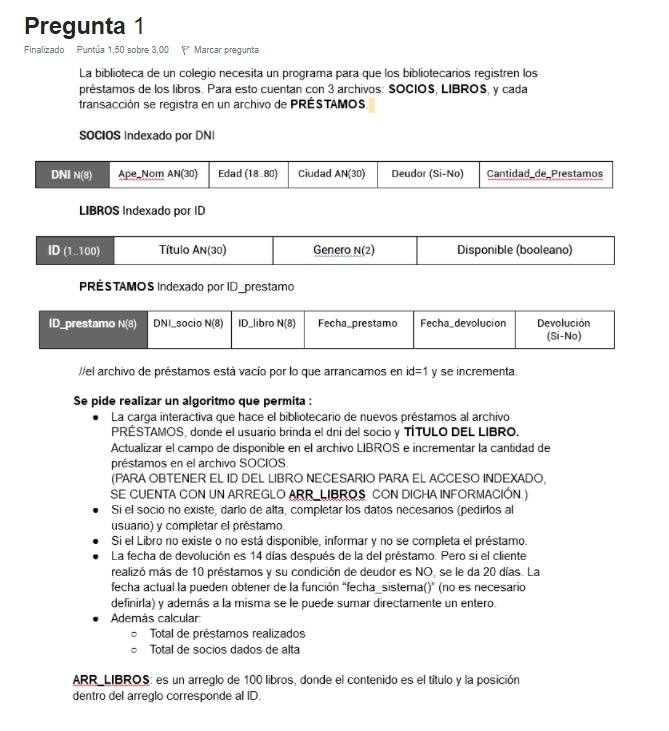 Pregunta 1
Finalizado Puntúa 1,50 sobre 3,00 Marcar pregunta
La biblioteca de un colegio necesita un programa para que los bibliotecarios registren los
préstamos de los libros. Para esto cuentan con 3 archivos: SOCIOS, LIBROS, y cada
transacción se registra en un archivo de PRÉSTAMOS.
SOCIOS Indexado por DNI
DNI N(8) Ape_Nom AN(30) Edad (18..80) Ciudad AN(30) Deudor (Si-No) Cantidad_de_Prestamos
LIBROS Indexado por ID
ID (1..100) Título AN(30) Genero N(2) Disponible (booleano)
PRÉSTAMOS Indexado por ID_prestamo
ID_prestamo N(8) DNI_socio N(8) ID_libro N(8) Fecha_prestamo Fecha_devolucion Devolución
(Si-No)
//el archivo de préstamos está vacío por lo que arrancamos en id=1 y se incrementa.
Se pide realizar un algoritmo que permita :
• La carga interactiva que hace el bibliotecario de nuevos préstamos al archivo
PRÉSTAMOS, donde el usuario brinda el dni del socio y TÍTULO DEL LIBRO.
Actualizar el campo de disponible en el archivo LIBROS e incrementar la cantidad de
préstamos en el archivo SOCIOS.
(PARA OBTENER EL ID DEL LIBRO NECESARIO PARA EL ACCESO INDEXADO,
SE CUENTA CON UN ARREGLO ARR_LIBROS CON DICHA INFORMACIÓN.)
• Si el socio no existe, darlo de alta, completar los datos necesarios (pedirlos al
usuario) y completar el préstamo.
• Si el Libro no existe o no está disponible, informar y no se completa el préstamo.
• La fecha de devolución es 14 días después de la del préstamo. Pero si el cliente
realizó más de 10 préstamos y su condición de deudor es NO, se le da 20 días. La
fecha actual la pueden obtener de la función "fecha_sistema()" (no es necesario
definirla) y además a la misma se le puede sumar directamente un entero.
• Además calcular:
○ Total de préstamos realizados
○ Total de socios dados de alta
ARR_LIBROS: es un arreglo de 100 libros, donde el contenido es el título y la posición
dentro del arreglo corresponde al ID.